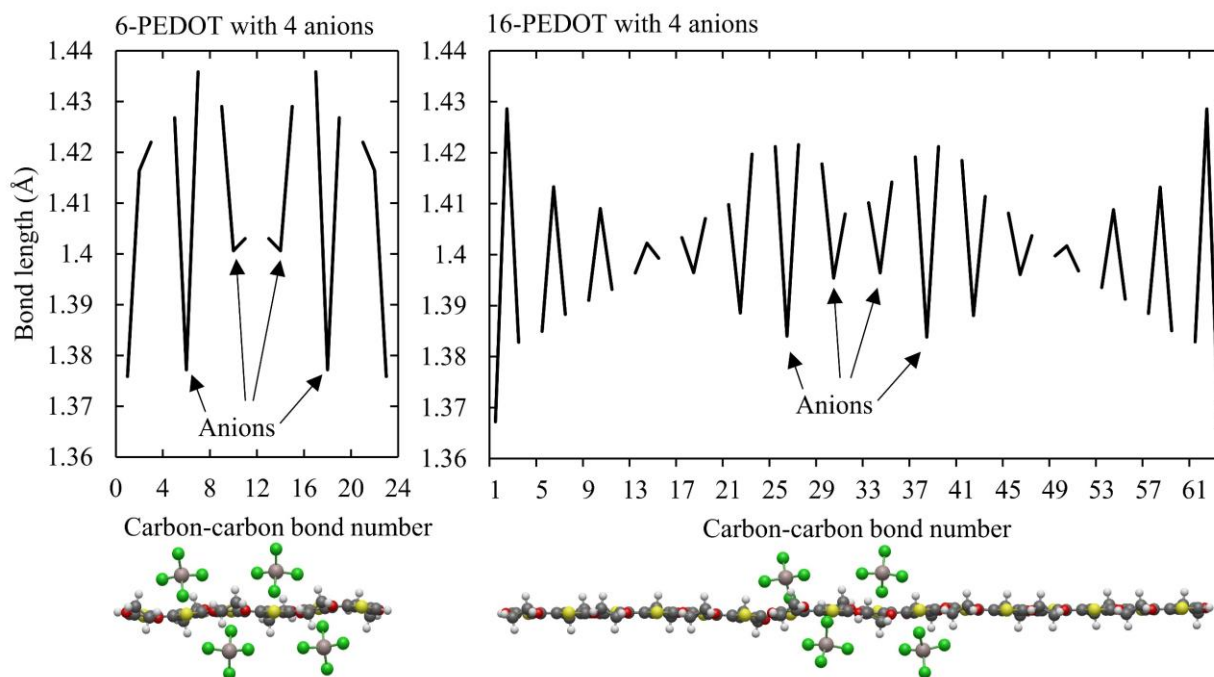 6-PEDOT with 4 anions
16-PEDOT with 4 anions
Bond length (Å)
1.44
1.43
1.42
1.41
1.4
1.39
1.38
1.37
1.36
Anions
0 4 8 12 16 20 24
Carbon-carbon bond number
1.44
1.43
1.42
1.41
1.4
1.39
1.38
1.37
1.36
Anions
1 5 9 13 17 21 25 29 33 37 41 45 49 53 57 61
Carbon-carbon bond number